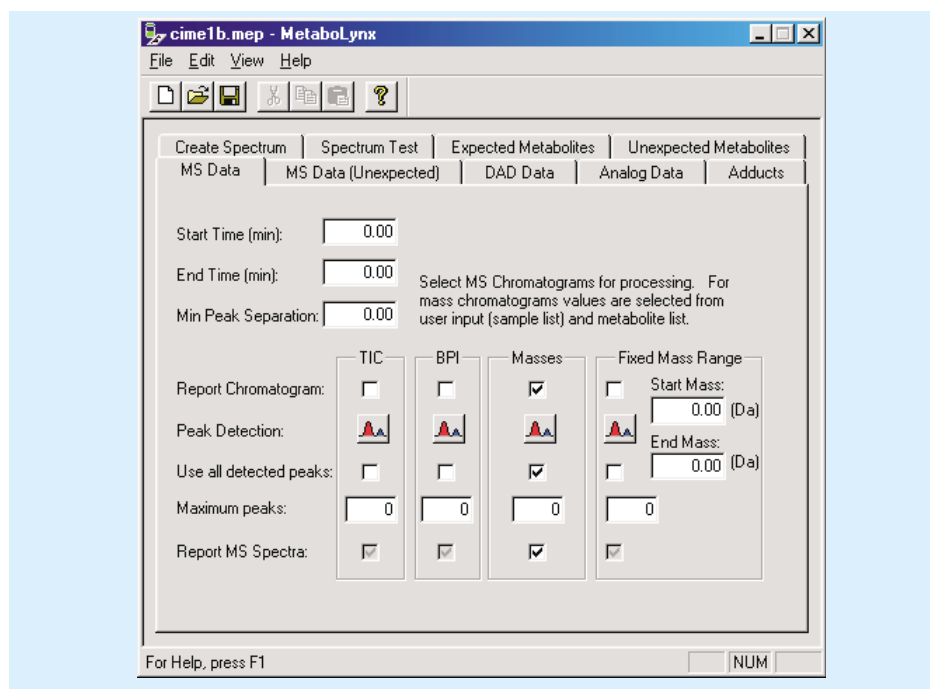 cime1b.mep - MetaboLynx
File Edit View Help
Create Spectrum Spectrum Test Expected Metabolites Unexpected Metabolites
MS Data MS Data (Unexpected) DAD Data Analog Data Adducts
Start Time (min): 0.00
End Time (min): 0.00
Min Peak Separation: 0.00
Select MS Chromatograms for processing. For
mass chromatograms values are selected from
user input (sample list) and metabolite list.
TIC BPI Masses Fixed Mass Range
Report Chromatogram:
Start Mass:
0.00 (Da)
Peak Detection:
End Mass:
0.00 (Da)
Use all detected peaks:
Maximum peaks: 0 0 0 0
Report MS Spectra:
For Help, press F1
NUM